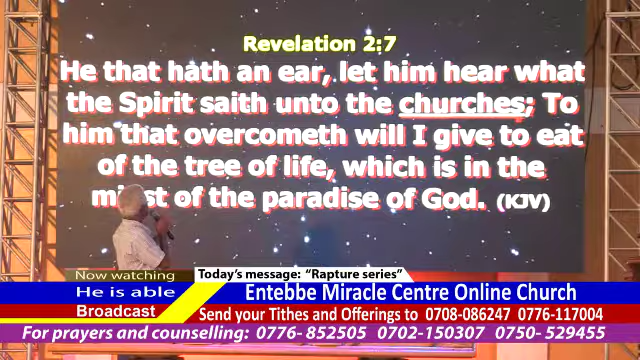 Revelation 2:7
He that hath an ear, let him hear what
the Spirit saith unto the churches; To
him that overcometh will I give to eat
of the tree of life, which is in the
midst of the paradise of God. (KJV)
Now watching
Today's message: "Rapture series"
He is able
Entebbe Miracle Centre Online Church
Broadcast
Send your Tithes and Offerings to 0708-086247 0776-117004
For prayers and counselling: 0776- 852505 0702-150307 0750- 529455